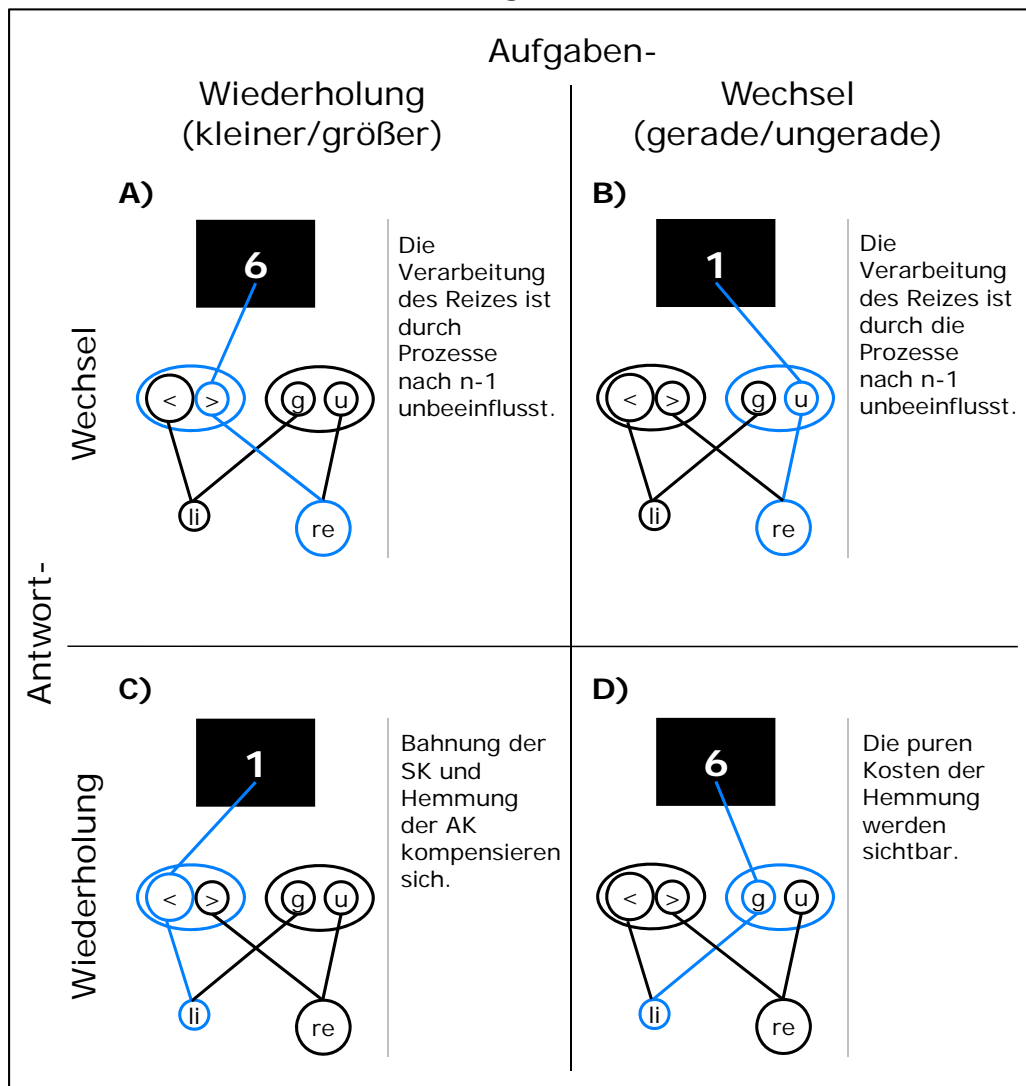 Aufgaben-
Wiederholung
(kleiner/größer)
Wechsel
(gerade/ungerade)
Antwort-
Wechsel
A)
6
<
>
g
u
li
re
Die
Verarbeitung
des Reizes ist
durch
Prozesse
nach n-1
unbeeinflusst.
B)
1
<
>
g
u
li
re
Die
Verarbeitung
des Reizes ist
durch die
Prozesse
nach n-1
unbeeinflusst.
Wiederholung
C)
1
<
>
g
u
li
re
Bahnung der
SK und
Hemmung
der AK
kompensieren
sich.
D)
6
<
>
g
u
li
re
Die puren
Kosten der
Hemmung
werden
sichtbar.